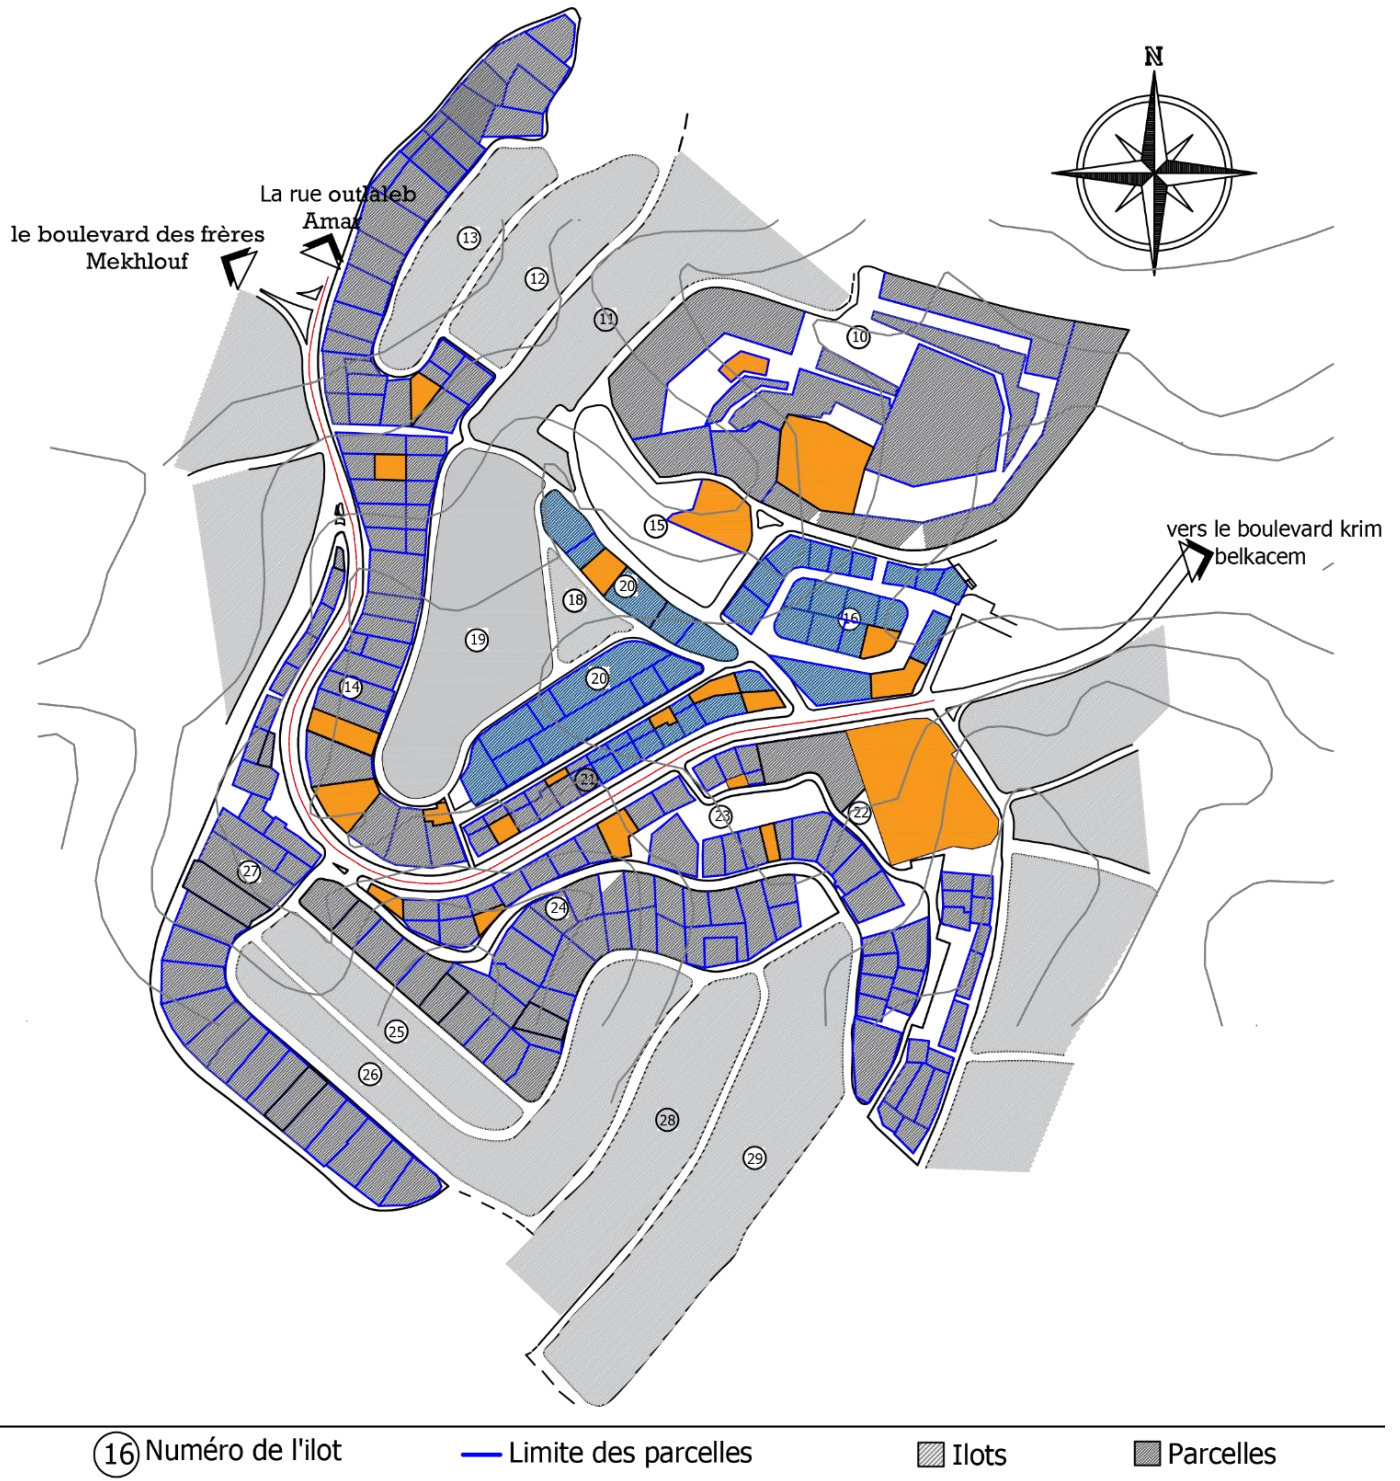 N
La rue outlaleb
Amar
le boulevard des frères
Mekhlouf
13
12
11
10
15
vers le boulevard krim
belkacem
20
18
16
19
20
14
21
23
22
27
24
25
26
28
29
16 Numéro de l'ilot
Limite des parcelles
Ilots
Parcelles